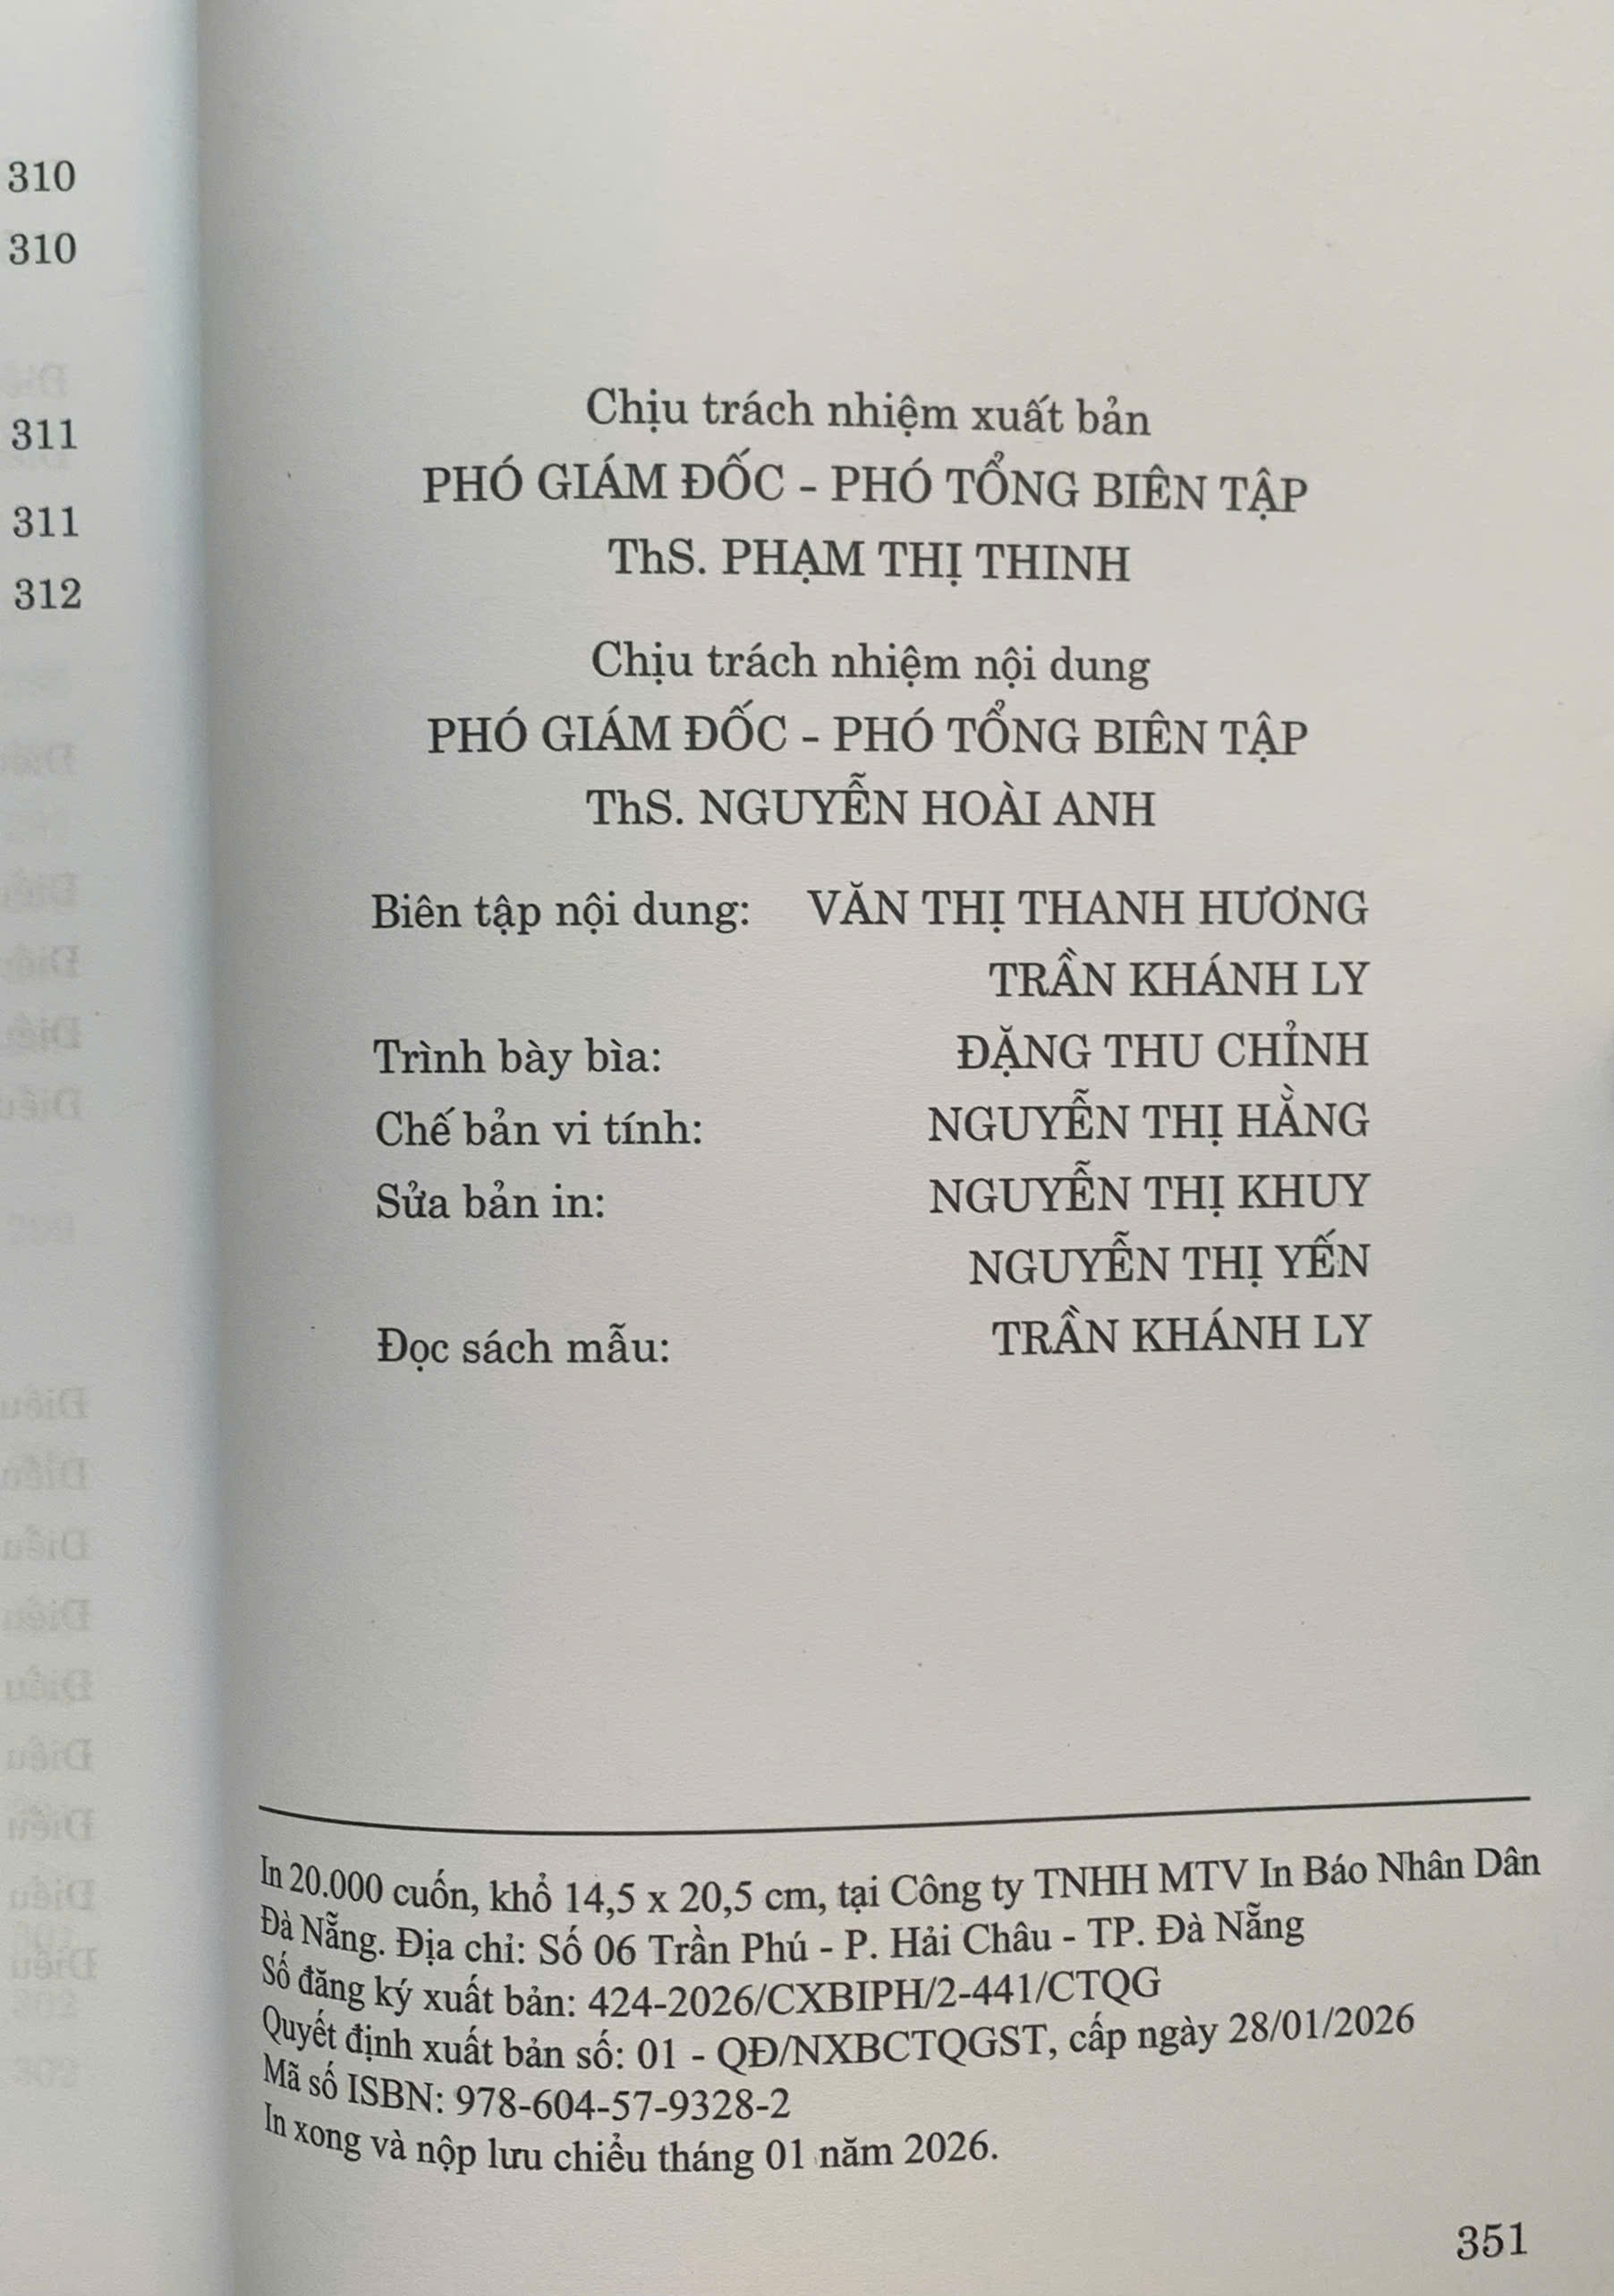 310
310
311
311
312
Chịu trách nhiệm xuất bản
PHÓ GIÁM ĐỐC - PHÓ TỔNG BIÊN TẬP
ThS. PHẠM THỊ THINH
Chịu trách nhiệm nội dung
PHÓ GIÁM ĐỐC - PHÓ TỔNG BIÊN TẬP
ThS. NGUYỄN HOÀI ANH
Biên tập nội dung: VĂN THỊ THANH HƯƠNG
TRẦN KHÁNH LY
Trình bày bìa: ĐẶNG THU CHỈNH
Chế bản vi tính: NGUYỄN THỊ HẰNG
Sửa bản in: NGUYỄN THỊ KHUY
NGUYỄN THỊ YẾN
Đọc sách mẫu: TRẦN KHÁNH LY
In 20.000 cuốn, khổ 14,5 x 20,5 cm, tại Công ty TNHH MTV In Báo Nhân Dân
Đà Nẵng. Địa chỉ: Số 06 Trần Phú - P. Hải Châu - TP. Đà Nẵng
Số đăng ký xuất bản: 424-2026/CXBIPH/2-441/CTQG
Quyết định xuất bản số: 01 - QĐ/NXBCTQGST, cấp ngày 28/01/2026
Mã số ISBN: 978-604-57-9328-2
In xong và nộp lưu chiểu tháng 01 năm 2026.
351